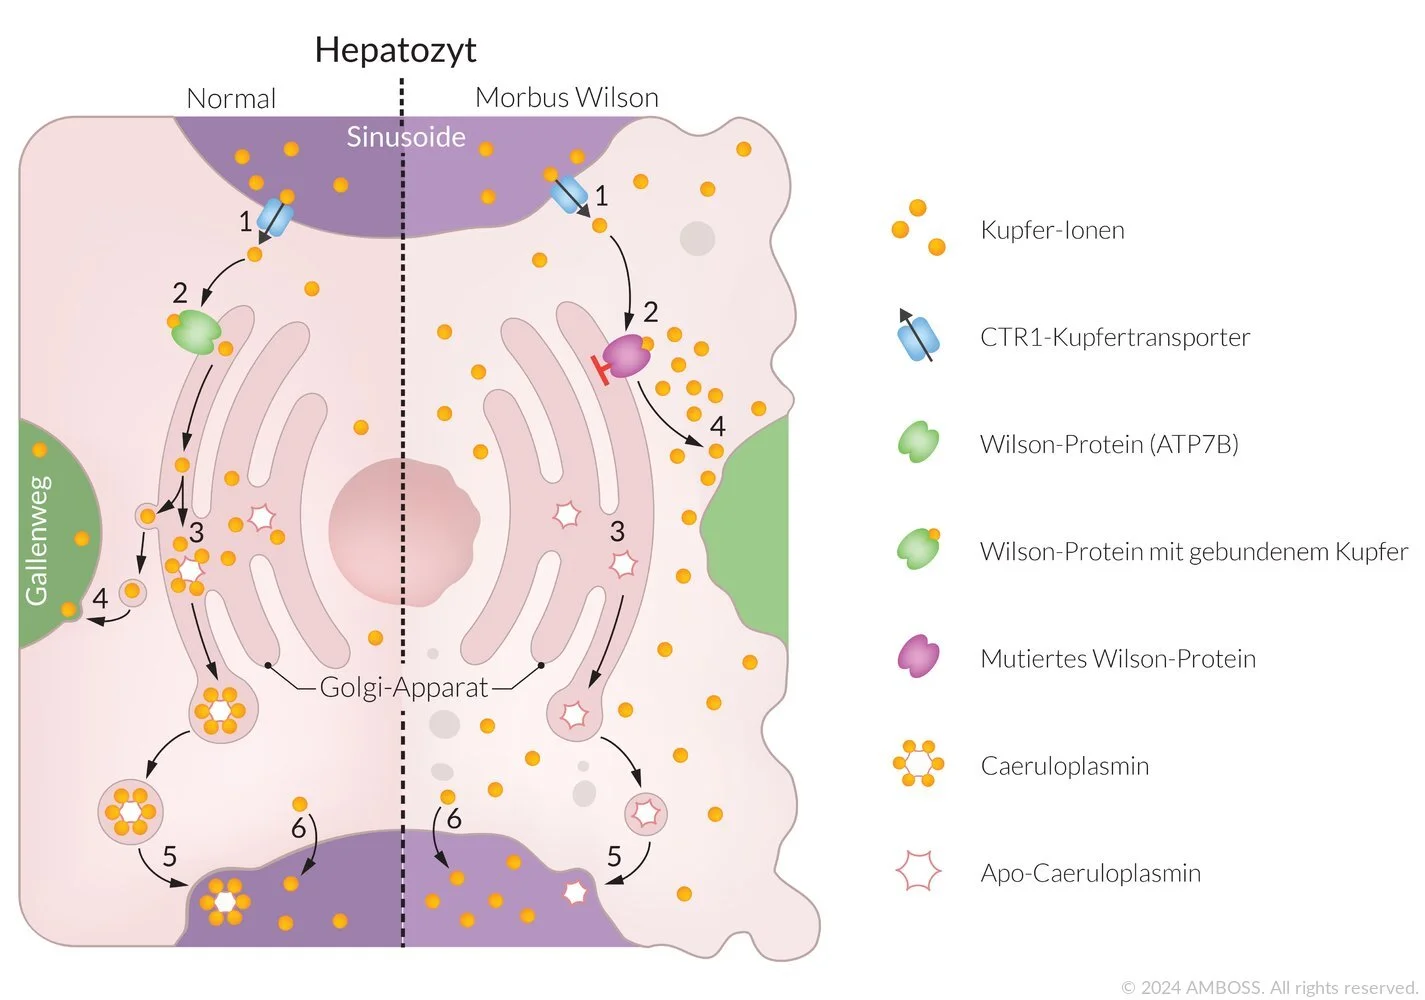 Hepatozyt
Normal
Morbus Wilson
Sinusoide
1
1
2
2
3
3
4
4
Gallenweg
Golgi-Apparat
5
5
6
6
Kupfer-Ionen
CTR1-Kupfertransporter
Wilson-Protein (ATP7B)
Wilson-Protein mit gebundenem Kupfer
Mutiertes Wilson-Protein
Caeruloplasmin
Apo-Caeruloplasmin
© 2024 AMBOSS. All rights reserved.